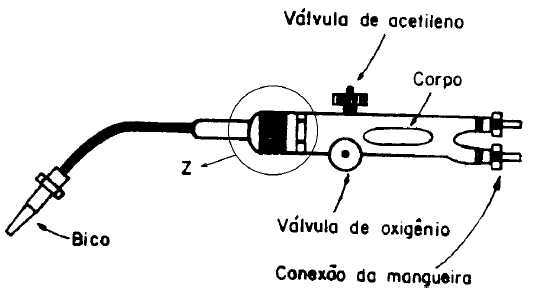 Válvula de acetileno
Corpo
Z
Bico
Válvula de oxigênio
Conexão da mangueira